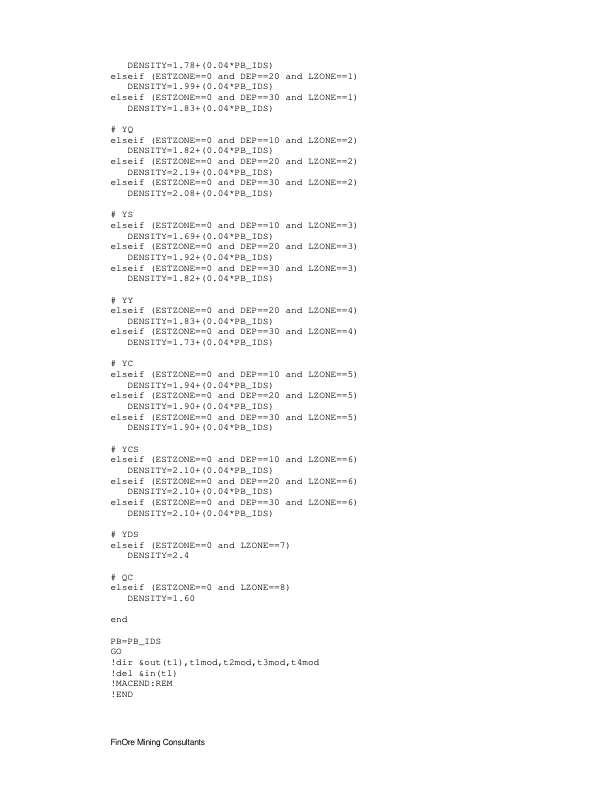 DENSITY=1.78+(0.04*PB_IDS)
elseif (ESTZONE==0 and DEP==20 and LZONE==1)
DENSITY=1.99+(0.04*PB_IDS)
elseif (ESTZONE==0 and DEP==30 and LZONE==1)
DENSITY=1.83+(0.04*PB_IDS)
# YQ
elseif (ESTZONE==0 and DEP==10 and LZONE==2)
DENSITY=1.82+(0.04*PB_IDS)
elseif (ESTZONE==0 and DEP==20 and LZONE==2)
DENSITY=2.19+(0.04*PB_IDS)
elseif (ESTZONE==0 and DEP==30 and LZONE==2)
DENSITY=2.08+(0.04*PB_IDS)
# YS
elseif (ESTZONE==0 and DEP==10 and LZONE==3)
DENSITY=1.69+(0.04*PB_IDS)
elseif (ESTZONE==0 and DEP==20 and LZONE==3)
DENSITY=1.92+(0.04*PB_IDS)
elseif (ESTZONE==0 and DEP==30 and LZONE==3)
DENSITY=1.82+(0.04*PB_IDS)
# YY
elseif (ESTZONE==0 and DEP==20 and LZONE==4)
DENSITY=1.83+(0.04*PB_IDS)
elseif (ESTZONE==0 and DEP==30 and LZONE==4)
DENSITY=1.73+(0.04*PB_IDS)
# YC
elseif (ESTZONE==0 and DEP==10 and LZONE==5)
DENSITY=1.94+(0.04*PB_IDS)
elseif (ESTZONE==0 and DEP==20 and LZONE==5)
DENSITY=1.90+(0.04*PB_IDS)
elseif (ESTZONE==0 and DEP==30 and LZONE==5)
DENSITY=1.90+(0.04*PB_IDS)
# YCS
elseif (ESTZONE==0 and DEP==10 and LZONE==6)
DENSITY=2.10+(0.04*PB_IDS)
elseif (ESTZONE==0 and DEP==20 and LZONE==6)
DENSITY=2.10+(0.04*PB_IDS)
elseif (ESTZONE==0 and DEP==30 and LZONE==6)
DENSITY=2.10+(0.04*PB_IDS)
# YDS
elseif (ESTZONE==0 and LZONE==7)
DENSITY=2.4
# QC
elseif (ESTZONE==0 and LZONE==8)
DENSITY=1.60
end
PB=PB_IDS
GO
!dir &out(t1),t1mod,t2mod,t3mod,t4mod
!del &in(t1)
!MACEND:REM
!END
FinOre Mining Consultants